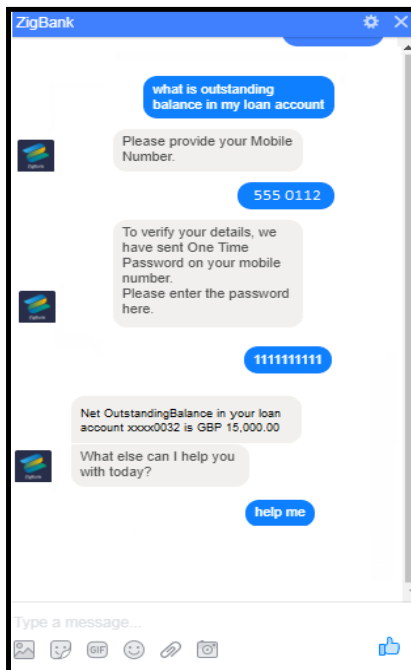 ZigBank
what is outstanding
balance in my loan account
Please provide your Mobile
Number.
ZigBank
555 0112
To verify your details, we
have sent One Time
Password on your mobile
number.
Please enter the password
here.
ZigBank
1111111111
Net OutstandingBalance in your loan
account xxxx0032 is GBP 15,000.00
What else can I help you
with today?
ZigBank
help me
Type a message...
GIF